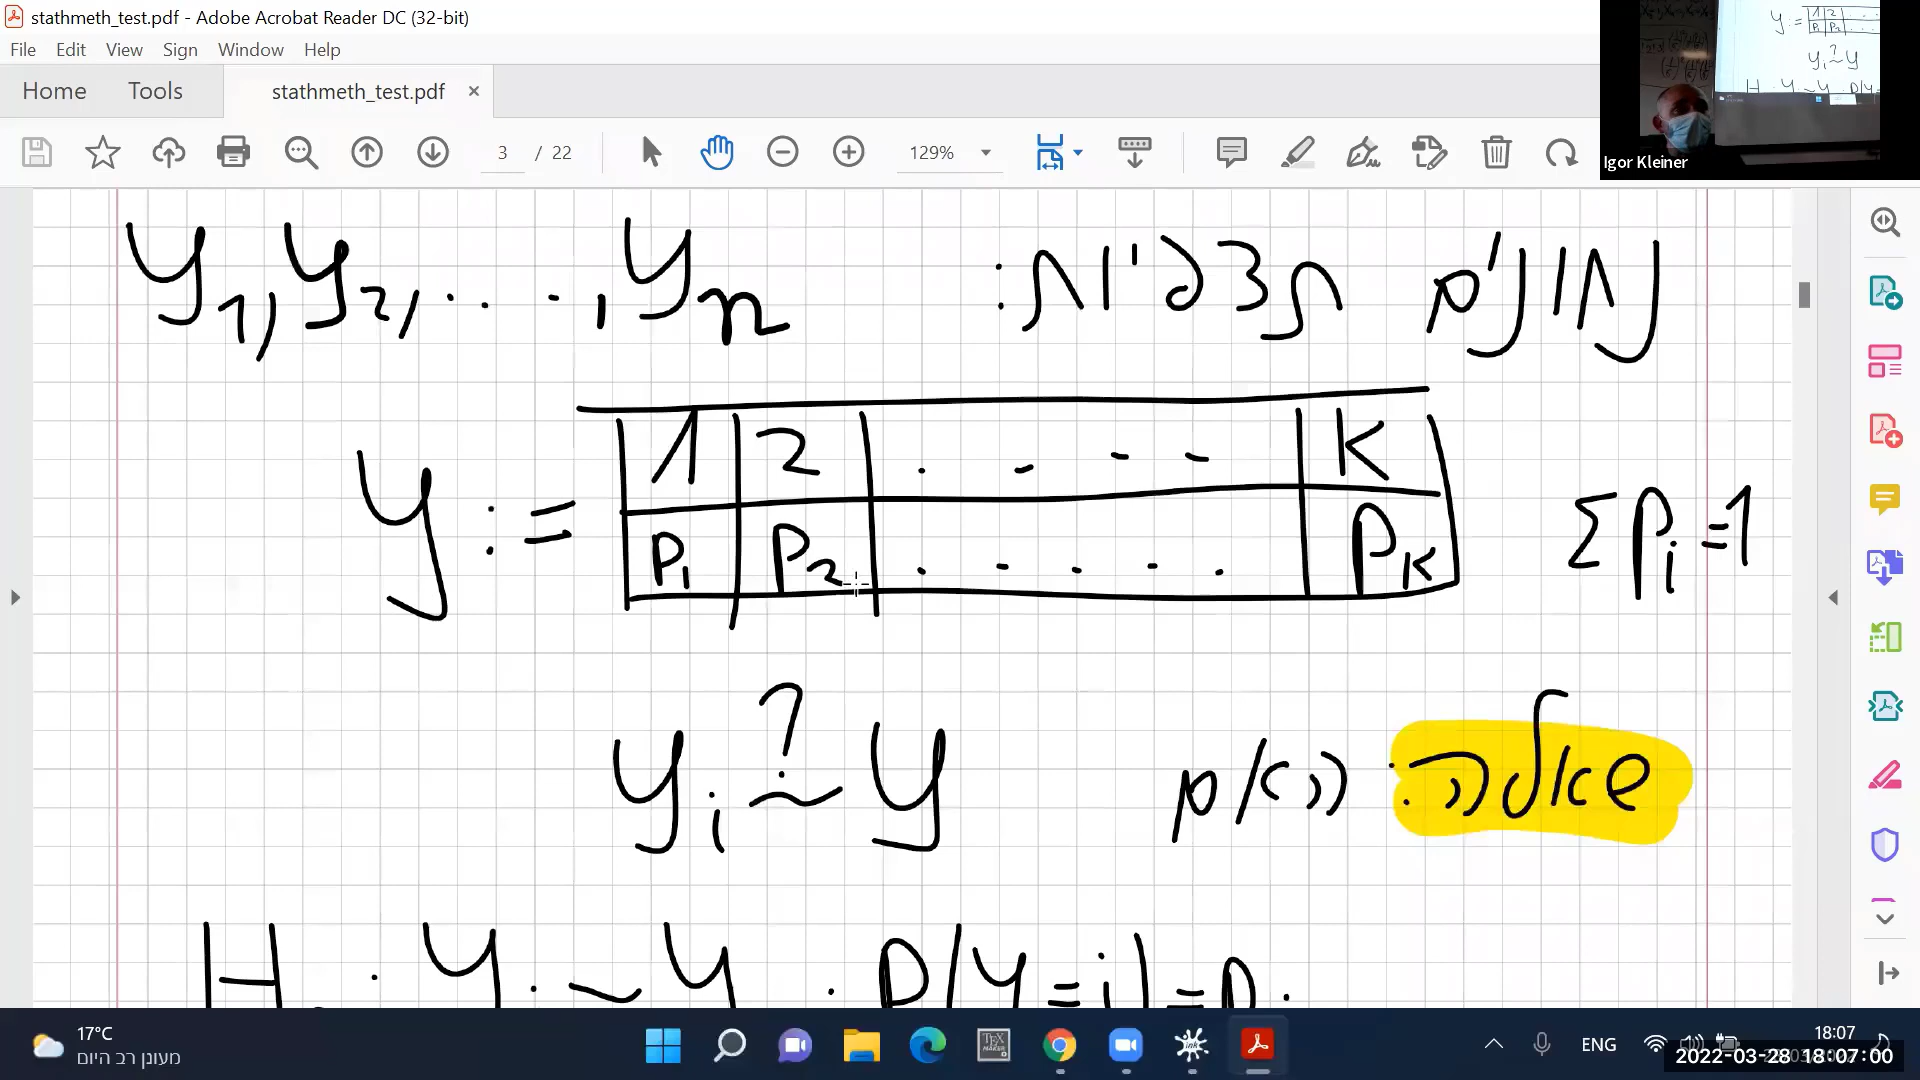 stathmeth_test.pdf - Adobe Acrobat Reader DC (32-bit)
File Edit View Sign Window Help
Home Tools stathmeth_test.pdf ×
3 / 22 129%
Igor Kleiner
נתונים תצפיות:
y₁, y₂, ...., yₙ
y := 1 2 . . . . K
P₁ P₂ . . . . . P_K
Σ Pᵢ = 1
שאלה: האם
yᵢ ?~ y
H : y. ~ y . P(y=i)=P.
17°C
מעונן רב היום
ENG
18:07
2022-03-28 18:07:00